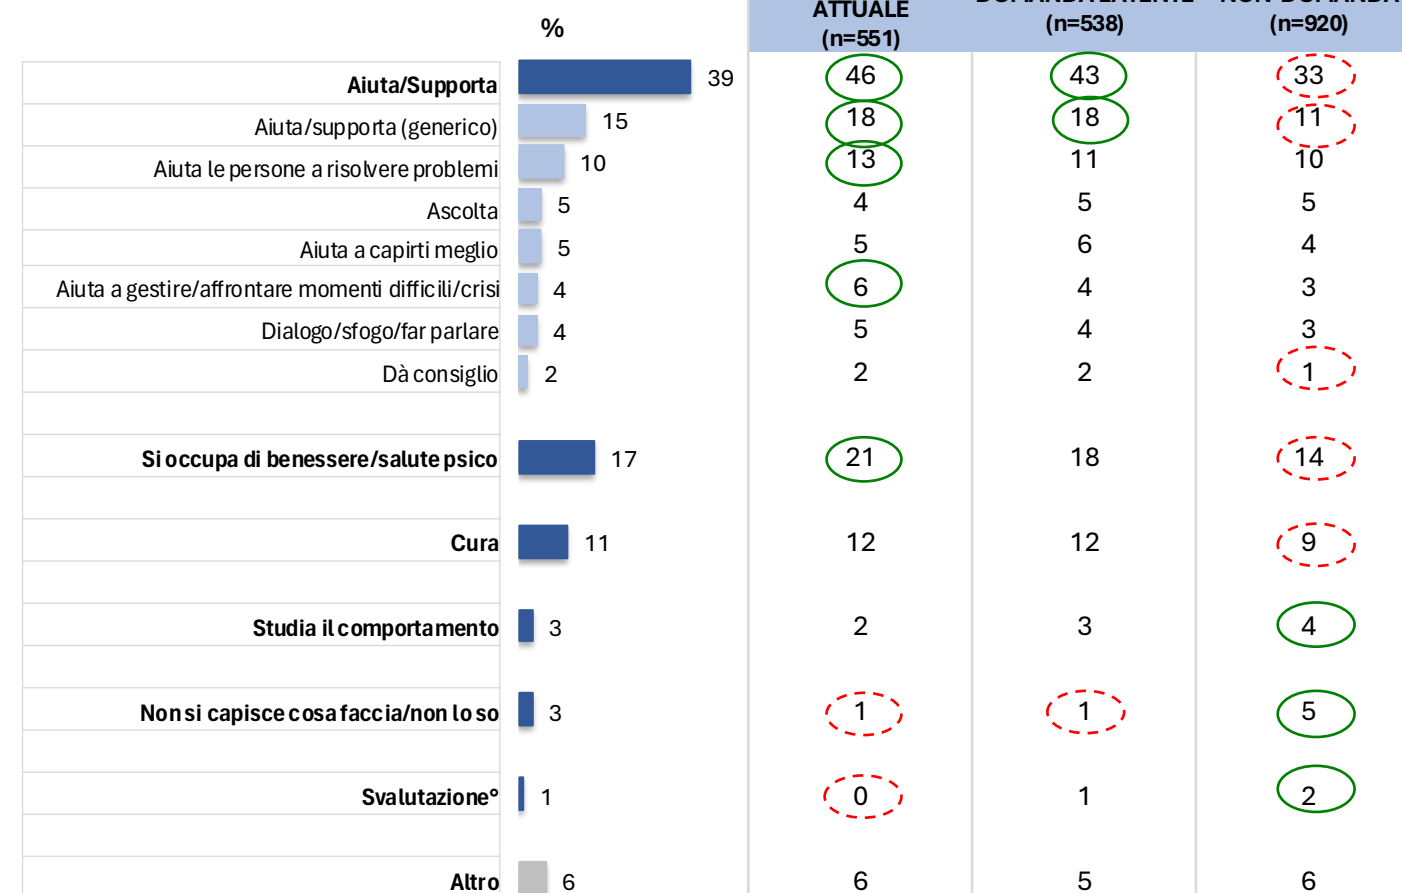 %
ATTUALE
(n=551)
DOMANDA LATENTE
(n=538)
NON-DOMANDA
(n=920)
Aiuta/Supporta 39 46 43 33
Aiuta/supporta (generico) 15 18 18 11
Aiuta le persone a risolvere problemi 10 13 11 10
Ascolta 5 4 5 5
Aiuta a capirti meglio 5 5 6 4
Aiuta a gestire/affrontare momenti difficili/crisi 4 6 4 3
Dialogo/sfogo/far parlare 4 5 4 3
Dà consiglio 2 2 2 1
Si occupa di benessere/salute psico 17 21 18 14
Cura 11 12 12 9
Studia il comportamento 3 2 3 4
Non si capisce cosa faccia/non lo so 3 1 1 5
Svalutazione° 1 0 1 2
Altro 6 6 5 6